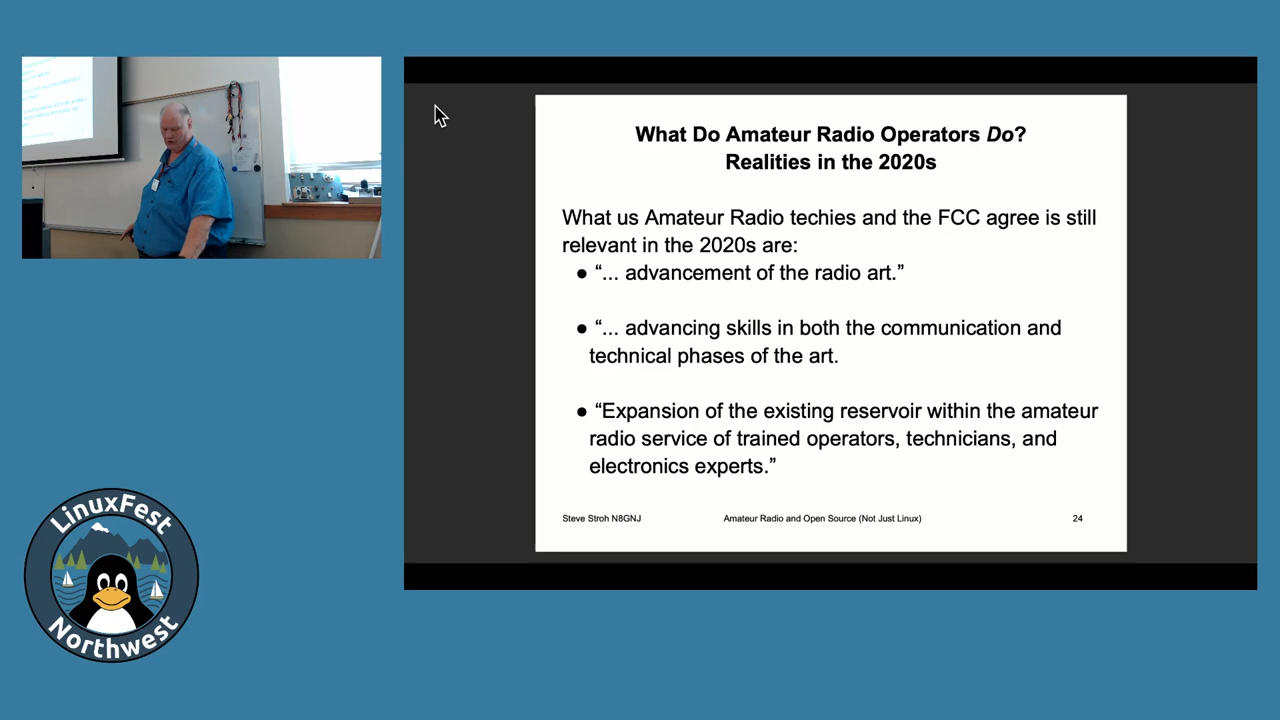 What Do Amateur Radio Operators Do?
Realities in the 2020s
What us Amateur Radio techies and the FCC agree is still
relevant in the 2020s are:
● “... advancement of the radio art.”
● “... advancing skills in both the communication and
technical phases of the art.
● “Expansion of the existing reservoir within the amateur
radio service of trained operators, technicians, and
electronics experts.”
Steve Stroh N8GNJ
Amateur Radio and Open Source (Not Just Linux)
24
LinuxFest
Northwest